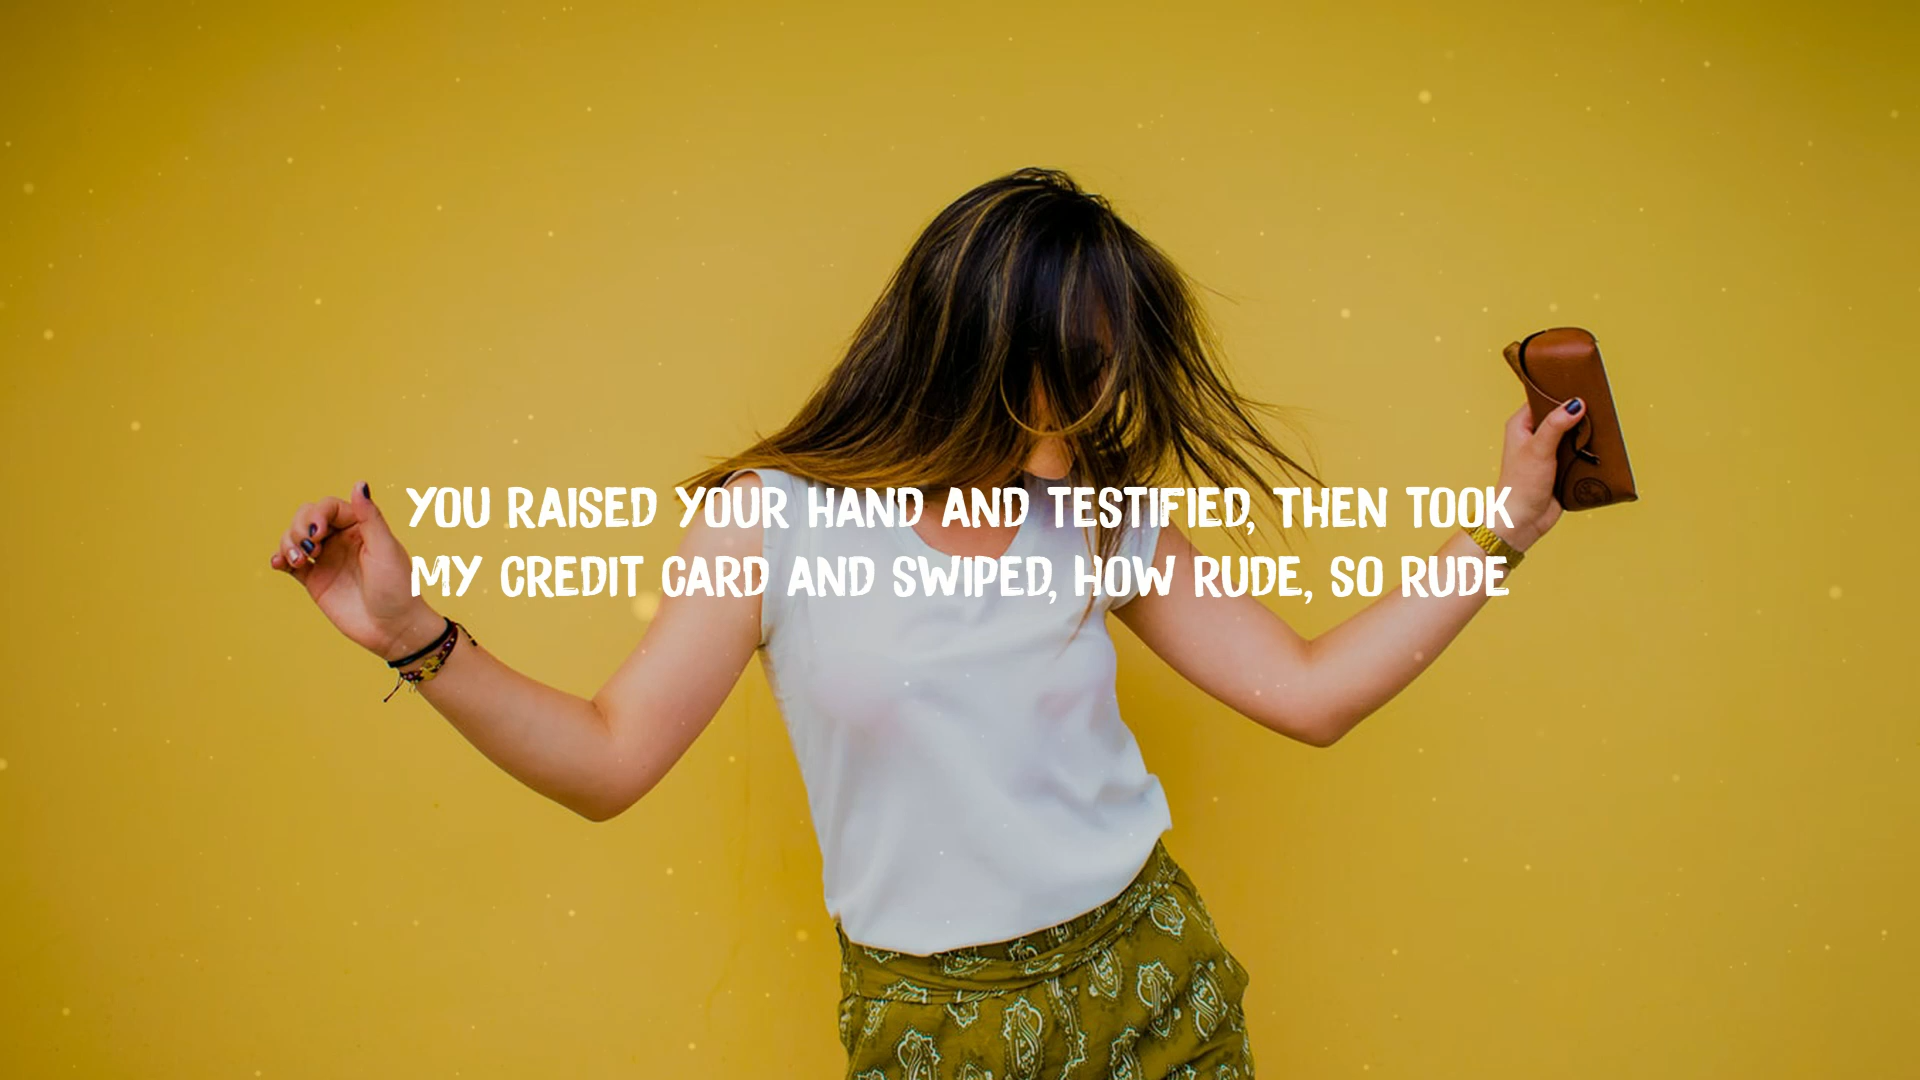 YOU RAISED YOUR HAND AND TESTIFIED, THEN TOOK
MY CREDIT CARD AND SWIPED, HOW RUDE, SO RUDE